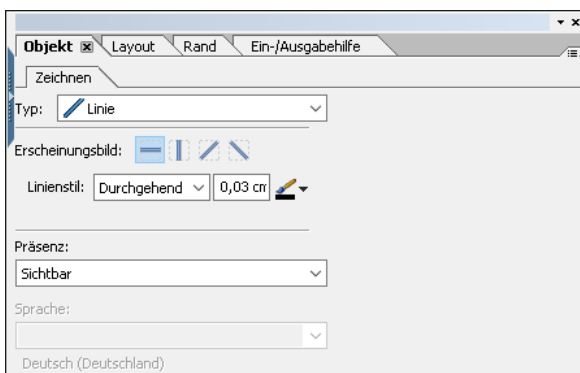 Objekt Layout Rand Ein-/Ausgabehilfe
Zeichnen
Typ: Linie
Erscheinungsbild:
Linienstil: Durchgehend 0,03 cm
Präsenz:
Sichtbar
Sprache:
Deutsch (Deutschland)